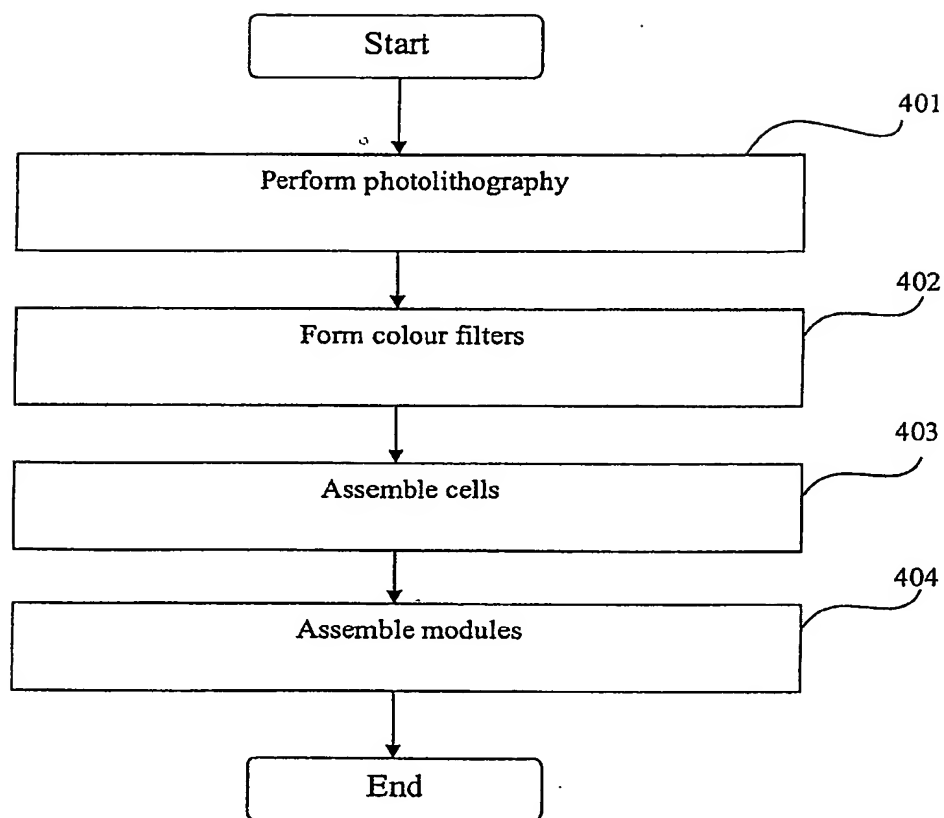 Start
401
Perform photolithography
402
Form colour filters
403
Assemble cells
404
Assemble modules
End